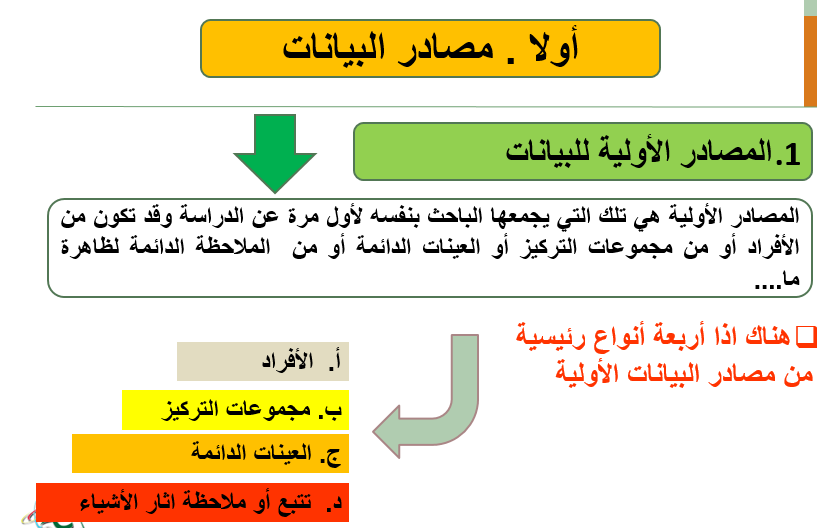 أولا . مصادر البيانات
1.المصادر الأولية للبيانات
المصادر الأولية هي تلك التي يجمعها الباحث بنفسه لأول مرة عن الدراسة وقد تكون من
الأفراد أو من مجموعات التركيز أو العينات الدائمة أو من الملاحظة الدائمة لظاهرة
ما....
هناك اذا أربعة أنواع رئيسية
من مصادر البيانات الأولية
أ. الأفراد
ب. مجموعات التركيز
ج. العينات الدائمة
د. تتبع أو ملاحظة اثار الأشياء